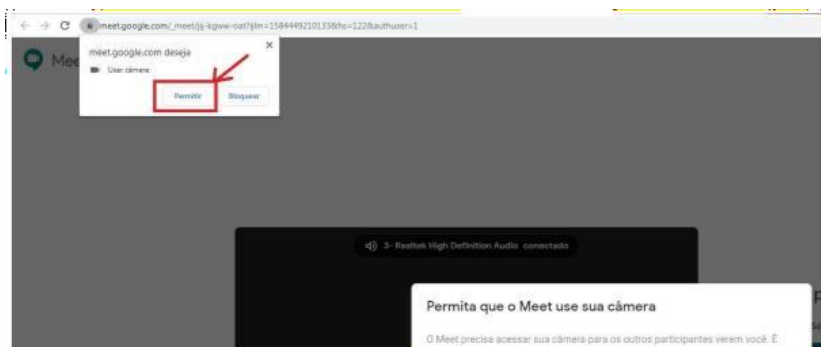 meet.google.com/_meet/jij-kgww-oat?ijlm=1584449210133&hs=122&authuser=1
meet.google.com deseja
Usar câmera
Permitir Bloquear
3- Realtek High Definition Audio conectado
Permita que o Meet use sua câmera
O Meet precisa acessar sua câmera para os outros participantes verem você. É